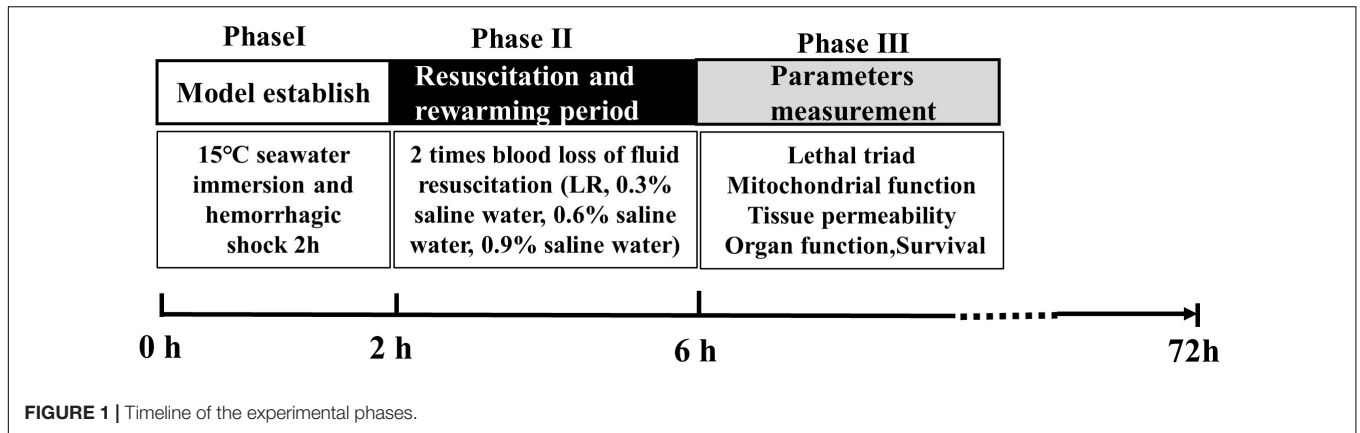 PhaseI
Phase II
Phase III
Model establish
Resuscitation and
rewarming period
Parameters
measurement
15℃ seawater
immersion and
hemorrhagic
shock 2h
2 times blood loss of fluid
resuscitation (LR, 0.3%
saline water, 0.6% saline
water, 0.9% saline water)
Lethal triad
Mitochondrial function
Tissue permeability
Organ function,Survival
0 h
2 h
6 h
72h
FIGURE 1 | Timeline of the experimental phases.